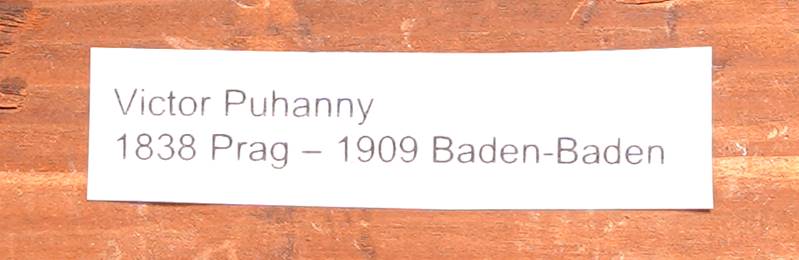 Victor Puhanny
1838 Prag – 1909 Baden-Baden